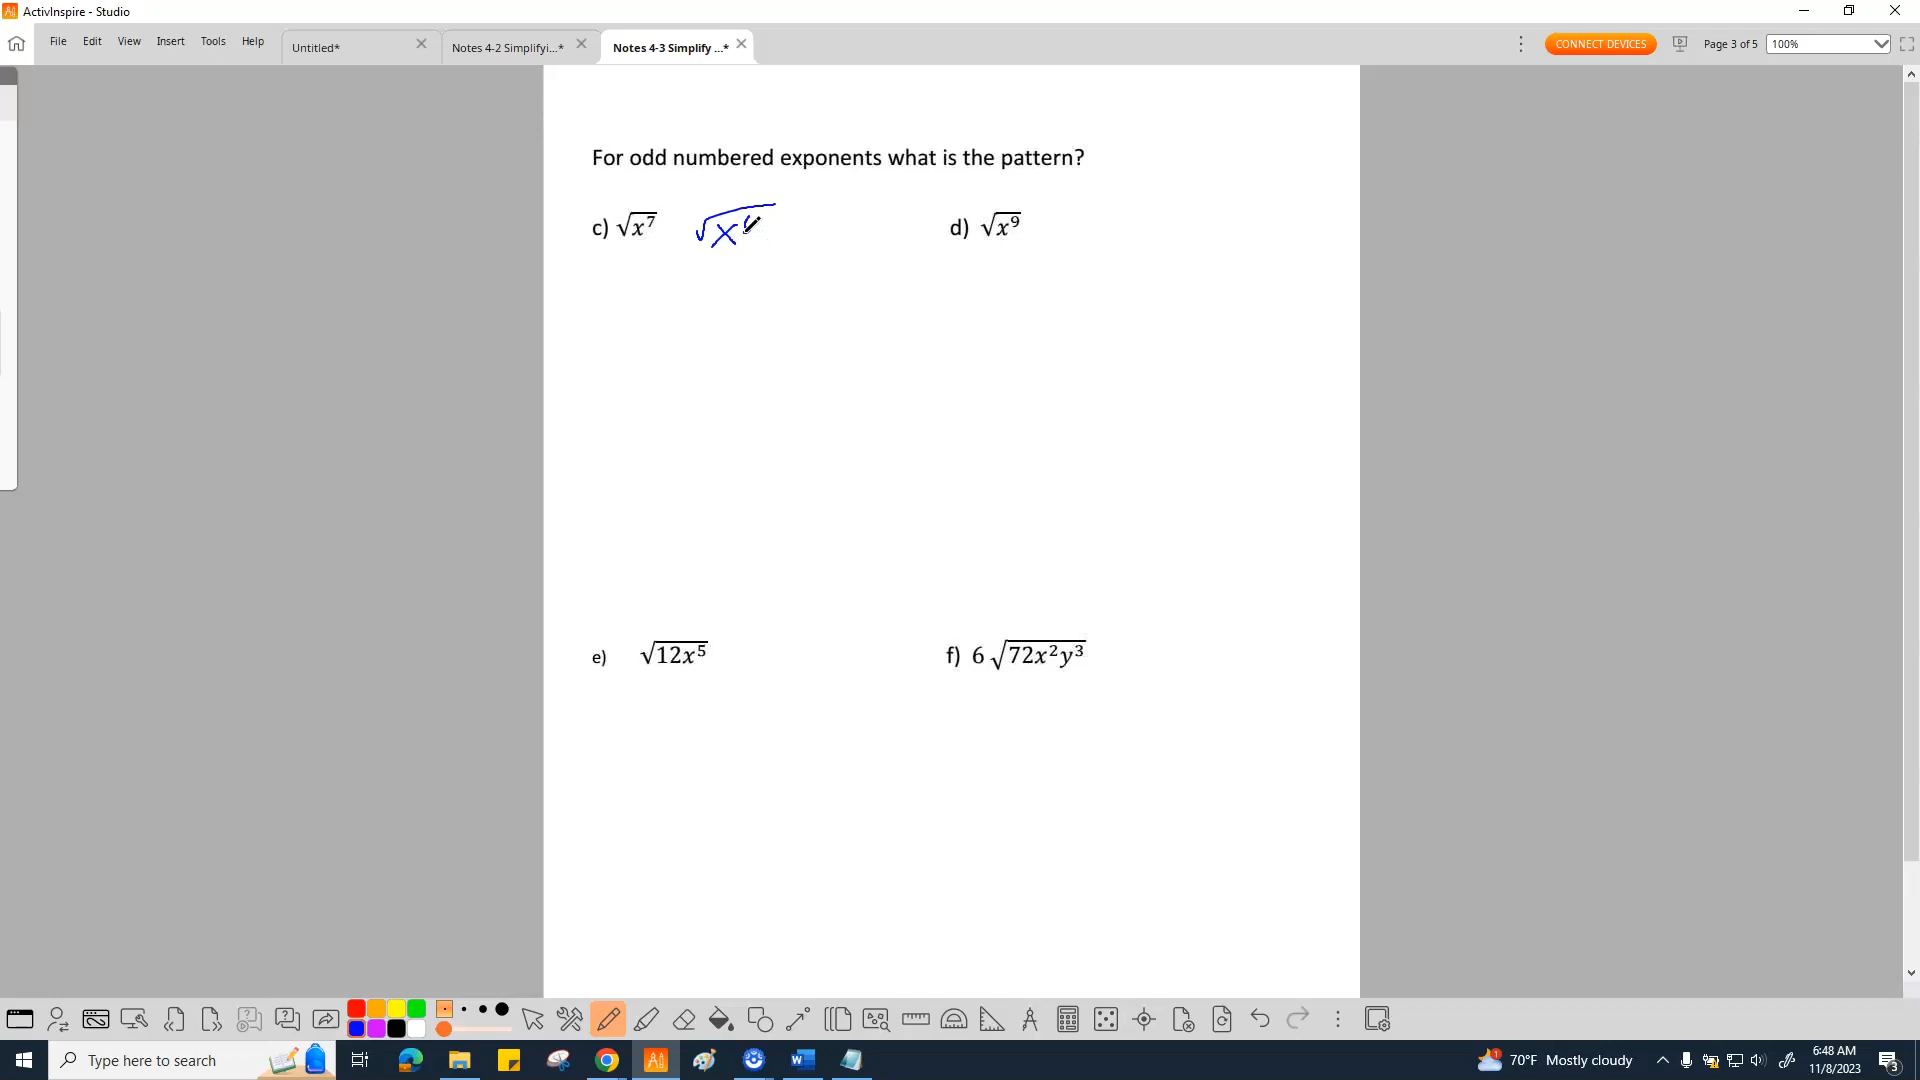 ActivInspire - Studio
File Edit View Insert Tools Help
Untitled* Notes 4-2 Simplifyi...* Notes 4-3 Simplify ...*
CONNECT DEVICES Page 3 of 5 100%
For odd numbered exponents what is the pattern?
c) √x⁷ √x d) √x⁹
e) √12x⁵ f) 6 √72x²y³
Type here to search
70°F Mostly cloudy
6:48 AM
11/8/2023
3